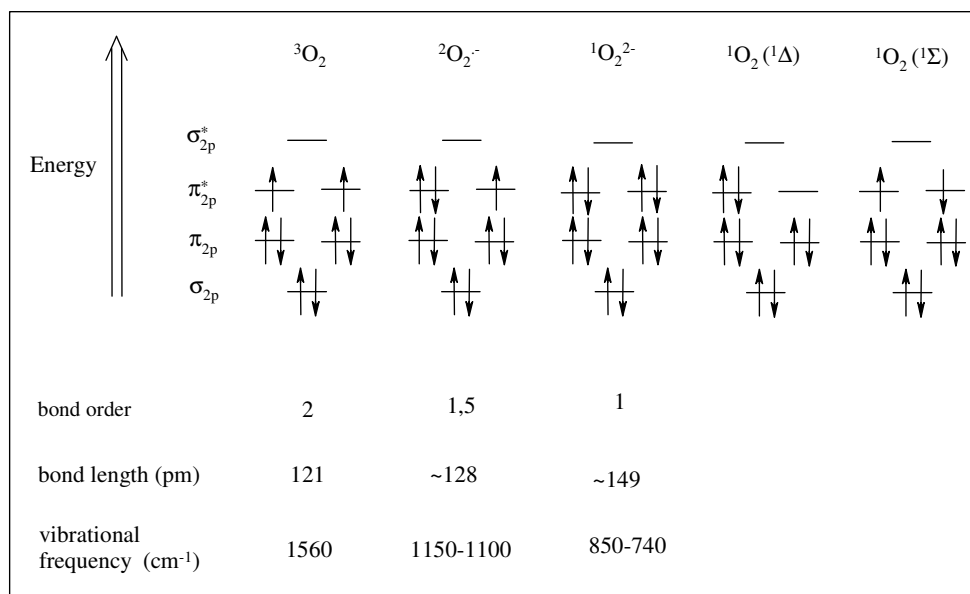 ³O₂ ²O₂·⁻ ¹O₂²⁻ ¹O₂ (¹Δ) ¹O₂ (¹Σ)
σ*2p
Energy
π*2p
π2p
σ2p
bond order 2 1,5 1
bond length (pm) 121 ~128 ~149
vibrational
frequency (cm⁻¹) 1560 1150-1100 850-740